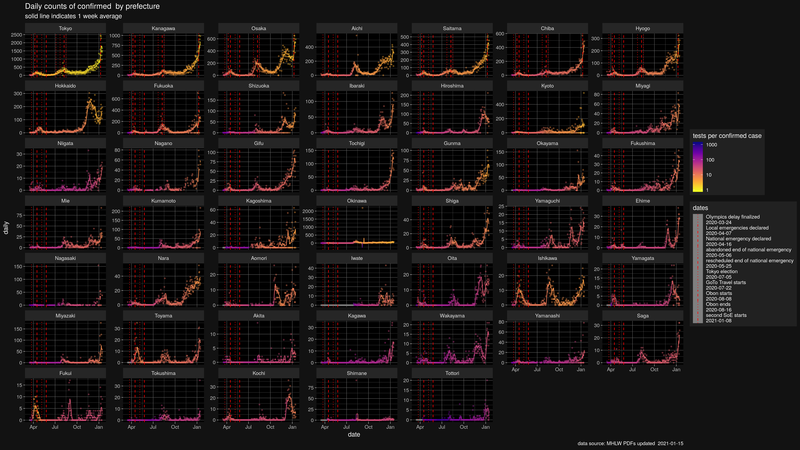 Daily counts of confirmed by prefecture
solid line indicates 1 week average
Tokyo Kanagawa Osaka Aichi Saitama Chiba Hyogo
Hokkaido Fukuoka Shizuoka Ibaraki Hiroshima Kyoto Miyagi
Niigata Nagano Gifu Tochigi Gunma Okayama Fukushima
Mie Kumamoto Kagoshima Okinawa Shiga Yamaguchi Ehime
Nagasaki Nara Aomori Iwate Oita Ishikawa Yamagata
Miyazaki Toyama Akita Kagawa Wakayama Yamanashi Saga
Fukui Tokushima Kochi Shimane Tottori
Apr Jul Oct Jan
daily
date
tests per confirmed case
1000
100
10
1
dates
Olympics delay finalized
2020-03-24
Local emergencies declared
2020-04-07
National emergency declared
2020-04-16
abandoned end of national emergency
2020-05-06
rescheduled end of national emergency
2020-05-25
Tokyo election
2020-07-05
GoTo Travel starts
2020-07-22
Obon starts
2020-08-08
Obon ends
2020-08-16
second SoE starts
2021-01-08
data source: MHLW PDFs updated 2021-01-15